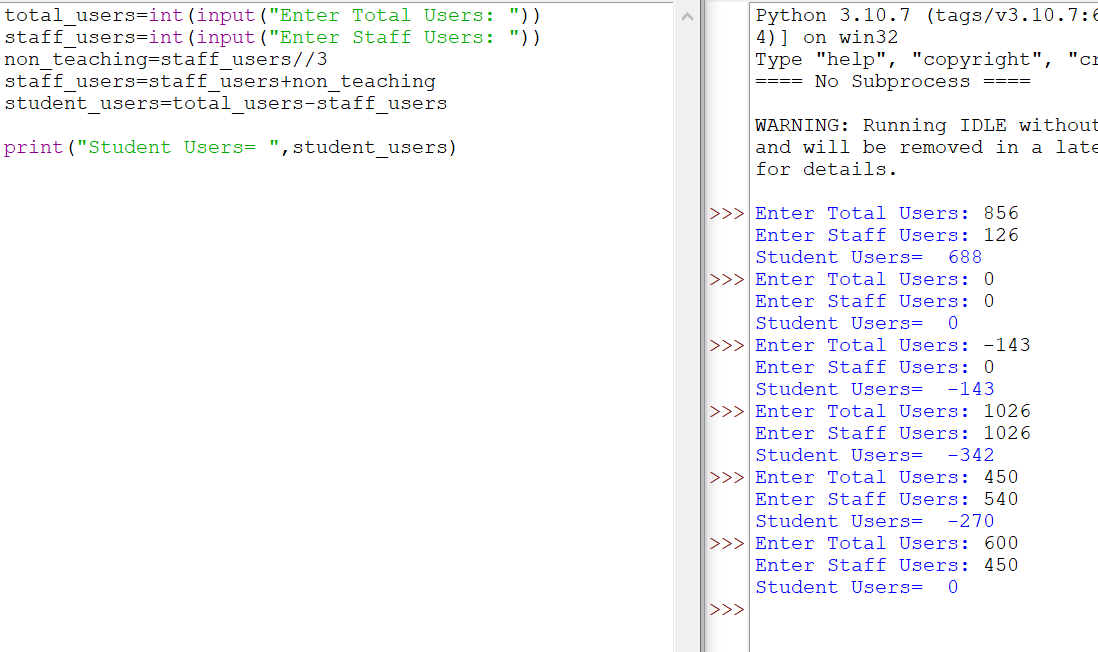 total_users=int(input("Enter Total Users: "))
staff_users=int(input("Enter Staff Users: "))
non_teaching=staff_users//3
staff_users=staff_users+non_teaching
student_users=total_users-staff_users
print("Student Users= ",student_users)
Python 3.10.7 (tags/v3.10.7:6
4)] on win32
Type "help", "copyright", "cr
==== No Subprocess ====
WARNING: Running IDLE without
and will be removed in a late
for details.
>>> Enter Total Users: 856
Enter Staff Users: 126
Student Users=  688
>>> Enter Total Users: 0
Enter Staff Users: 0
Student Users=  0
>>> Enter Total Users: -143
Enter Staff Users: 0
Student Users=  -143
>>> Enter Total Users: 1026
Enter Staff Users: 1026
Student Users=  -342
>>> Enter Total Users: 450
Enter Staff Users: 540
Student Users=  -270
>>> Enter Total Users: 600
Enter Staff Users: 450
Student Users=  0
>>>